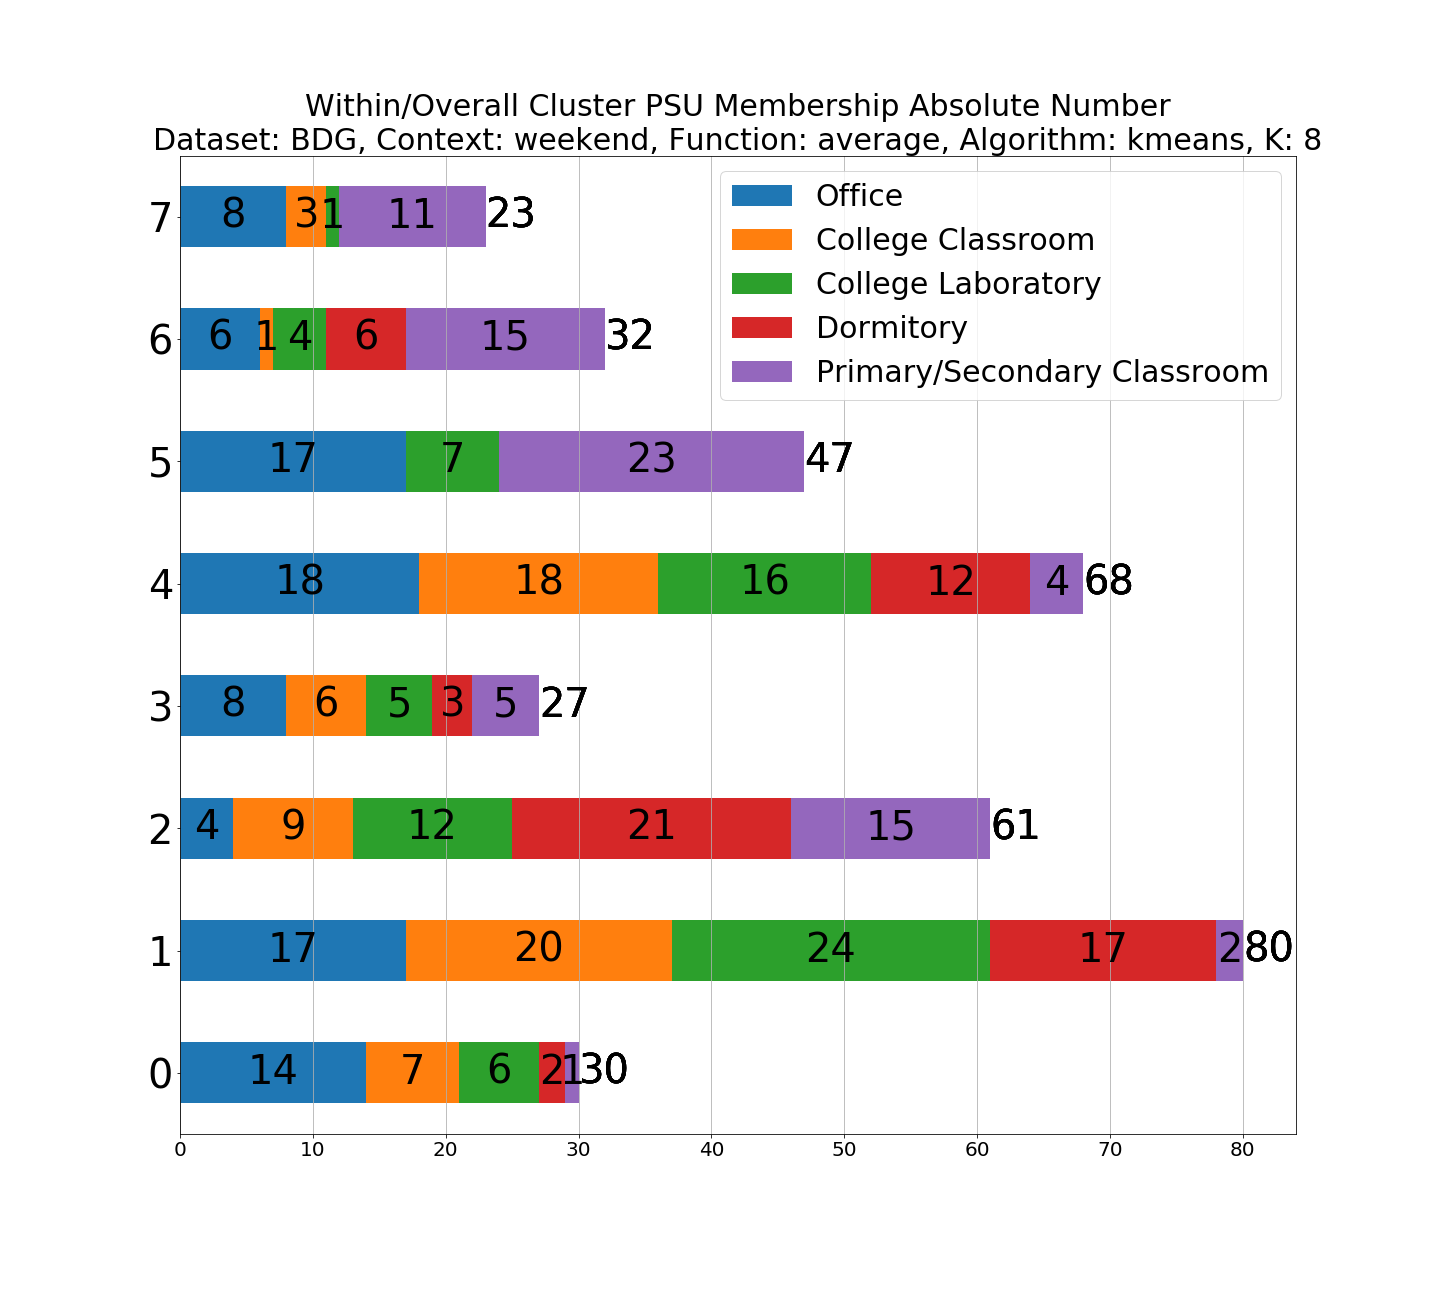 Within/Overall Cluster PSU Membership Absolute Number
Dataset: BDG, Context: weekend, Function: average, Algorithm: kmeans, K: 8
Office
College Classroom
College Laboratory
Dormitory
Primary/Secondary Classroom
7 8 3 1 11 23
6 6 1 4 6 15 32
5 17 7 23 47
4 18 18 16 12 4 68
3 8 6 5 3 5 27
2 4 9 12 21 15 61
1 17 20 24 17 2 80
0 14 7 6 2 1 30
0 10 20 30 40 50 60 70 80